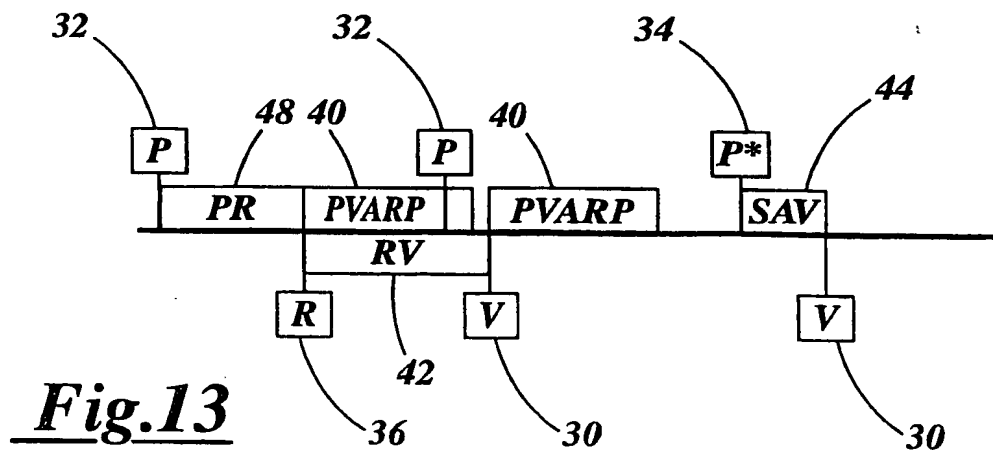 32 32 34
48 40 40 44
P P P*
PR PVARP PVARP SAV
RV
R V V
42
Fig.13 36 30 30